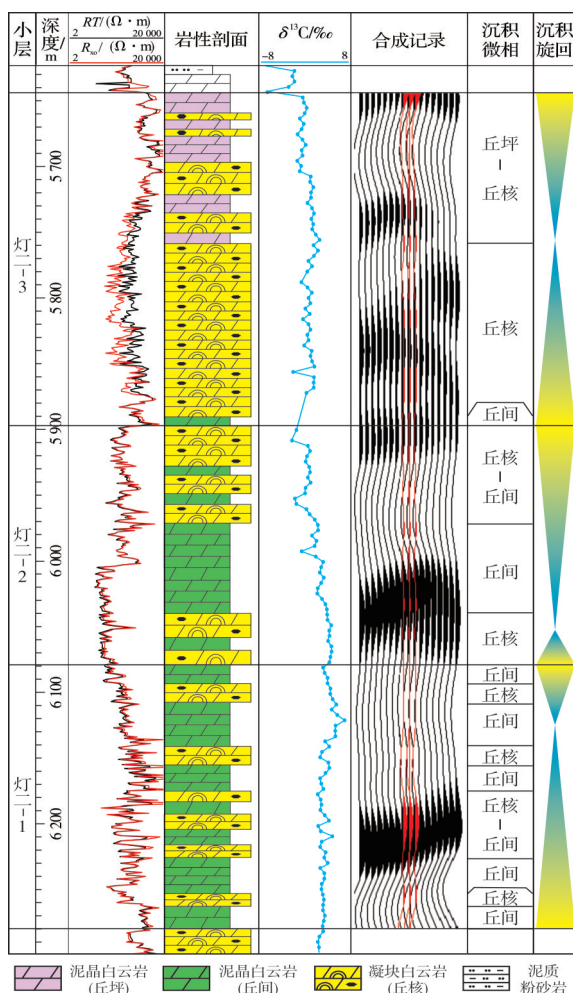 小层
RT/(Ω·m)
2 20 000
Rxo/(Ω·m)
2 20 000
深度/m
岩性剖面
δ13C/‰
-8 8
合成记录
沉积微相
沉积旋回
灯二-3
灯二-2
灯二-1
5 700
5 800
5 900
6 000
6 100
6 200
丘坪-丘核
丘核
丘间
丘核-丘间
丘间
丘核
丘间
丘核
丘间
丘核
丘间
丘核-丘间
丘间
丘核
丘间
泥晶白云岩
(丘坪)
泥晶白云岩
(丘间)
凝块白云岩
(丘核)
泥质
粉砂岩